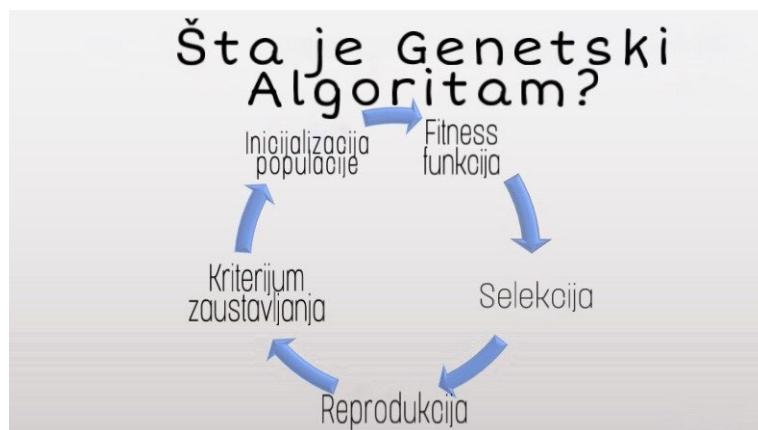 Šta je Genetski
Algoritam?
Inicijalizacija
populacije
Fitness
funkcija
Selekcija
Reprodukcija
Kriterijum
zaustavljanja